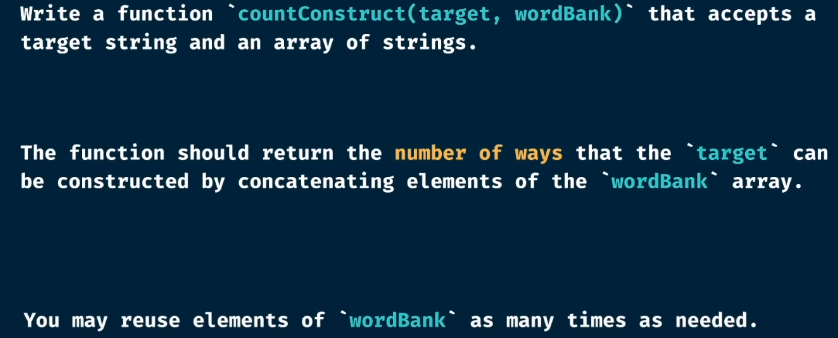 Write a function `countConstruct(target, wordBank)` that accepts a
target string and an array of strings.
The function should return the number of ways that the `target` can
be constructed by concatenating elements of the `wordBank` array.
You may reuse elements of `wordBank` as many times as needed.